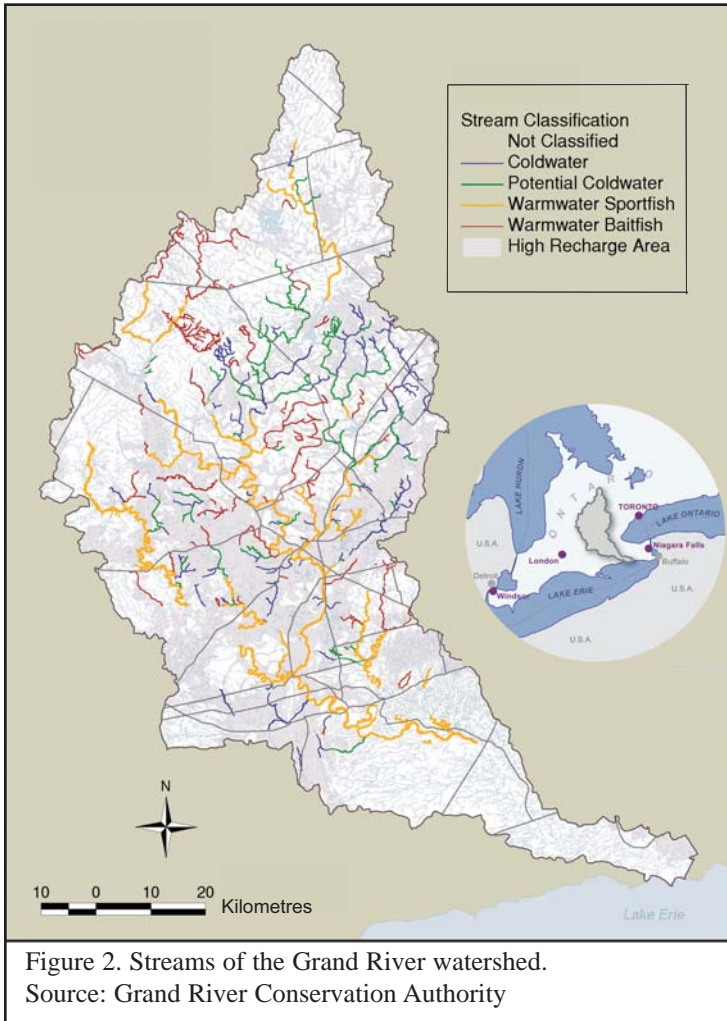 Stream Classification
Not Classified
Coldwater
Potential Coldwater
Warmwater Sportfish
Warmwater Baitfish
High Recharge Area
LAKE HURON
ONTARIO
TORONTO
LAKE ONTARIO
U.S.A.
Niagara Falls
London
Buffalo
Detroit
Windsor
LAKE ERIE
U.S.A.
U.S.A.
N
10 0 10 20 Kilometres
Lake Erie
Figure 2. Streams of the Grand River watershed.
Source: Grand River Conservation Authority